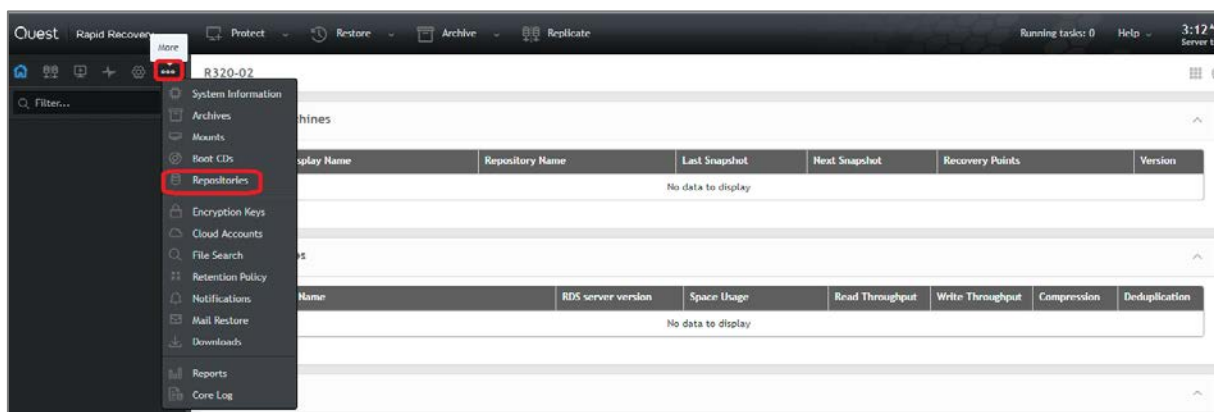 Quest Rapid Recovery Protect Restore Archive Replicate Running tasks: 0 Help 3:12
Server
More
R320-02
Filter...
System Information
Archives
Mounts
Boot CDs
Repositories
Encryption Keys
Cloud Accounts
File Search
Retention Policy
Notifications
Mail Restore
Downloads
Reports
Core Log
Repository Name Last Snapshot Next Snapshot Recovery Points Version
No data to display
Name RDS server version Space Usage Read Throughput Write Throughput Compression Deduplication
No data to display